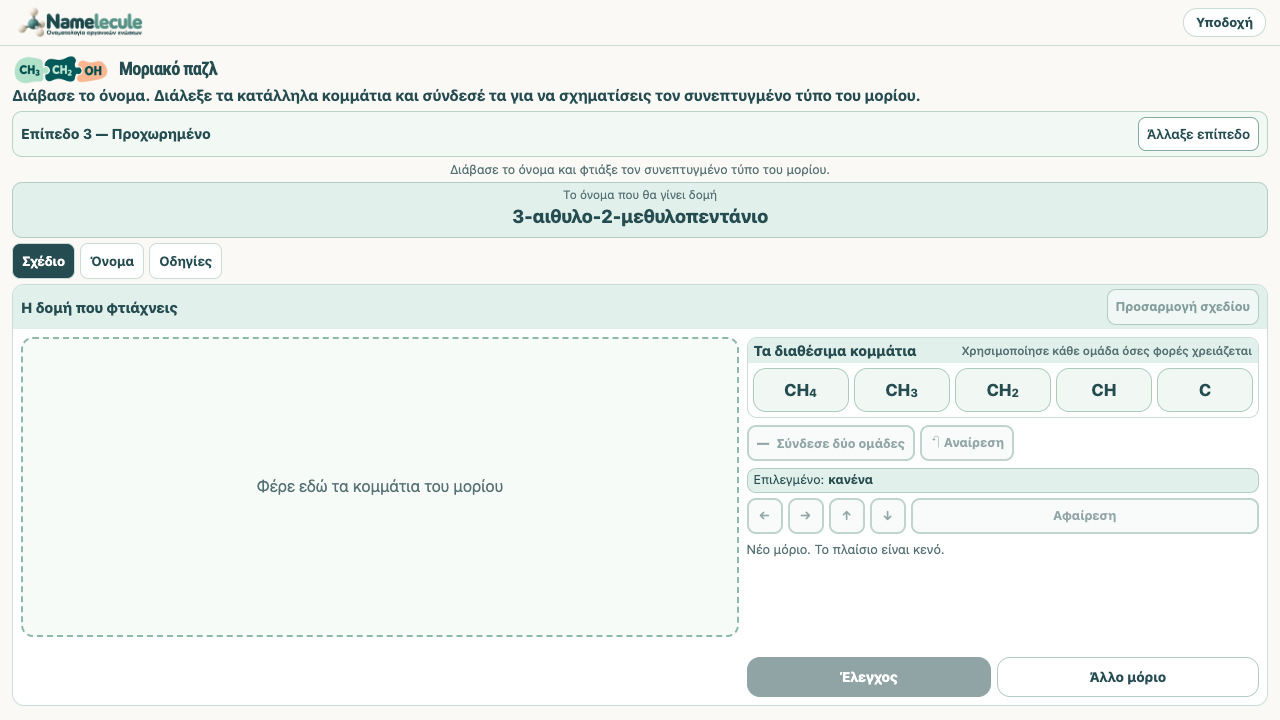 Namelecule
Ονοματολογία οργανικών ενώσεων
Υποδοχή
CH₃ CH₂ OH Μοριακό παζλ
Διάβασε το όνομα. Διάλεξε τα κατάλληλα κομμάτια και σύνδεσέ τα για να σχηματίσεις τον συνεπτυγμένο τύπο του μορίου.
Επίπεδο 3 — Προχωρημένο
Άλλαξε επίπεδο
Διάβασε το όνομα και φτιάξε τον συνεπτυγμένο τύπο του μορίου.
Το όνομα που θα γίνει δομή
3-αιθυλο-2-μεθυλοπεντάνιο
Σχέδιο Όνομα Οδηγίες
Η δομή που φτιάχνεις
Προσαρμογή σχεδίου
Φέρε εδώ τα κομμάτια του μορίου
Τα διαθέσιμα κομμάτια Χρησιμοποίησε κάθε ομάδα όσες φορές χρειάζεται
CH₄ CH₃ CH₂ CH C
— Σύνδεσε δύο ομάδες Αναίρεση
Επιλεγμένο: κανένα
← → ↑ ↓ Αφαίρεση
Νέο μόριο. Το πλαίσιο είναι κενό.
Έλεγχος Άλλο μόριο